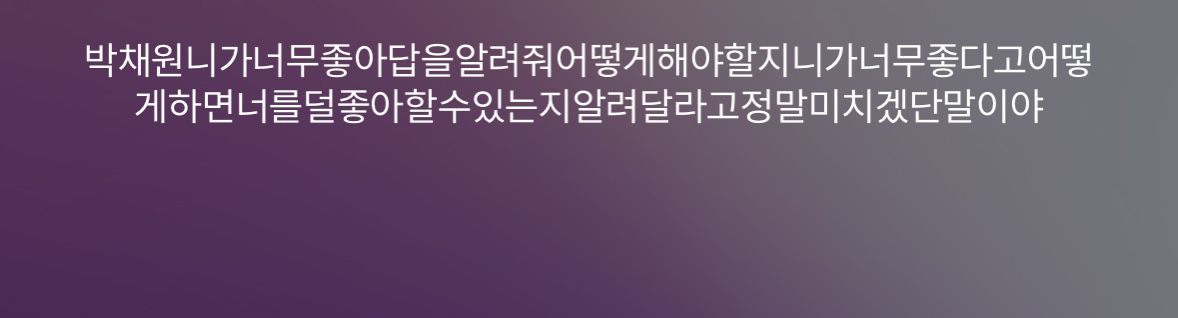 박채원니가너무좋아답을알려줘어떻게해야할지니가너무좋다고어떻
게하면너를덜좋아할수있는지알려달라고정말미치겠단말이야